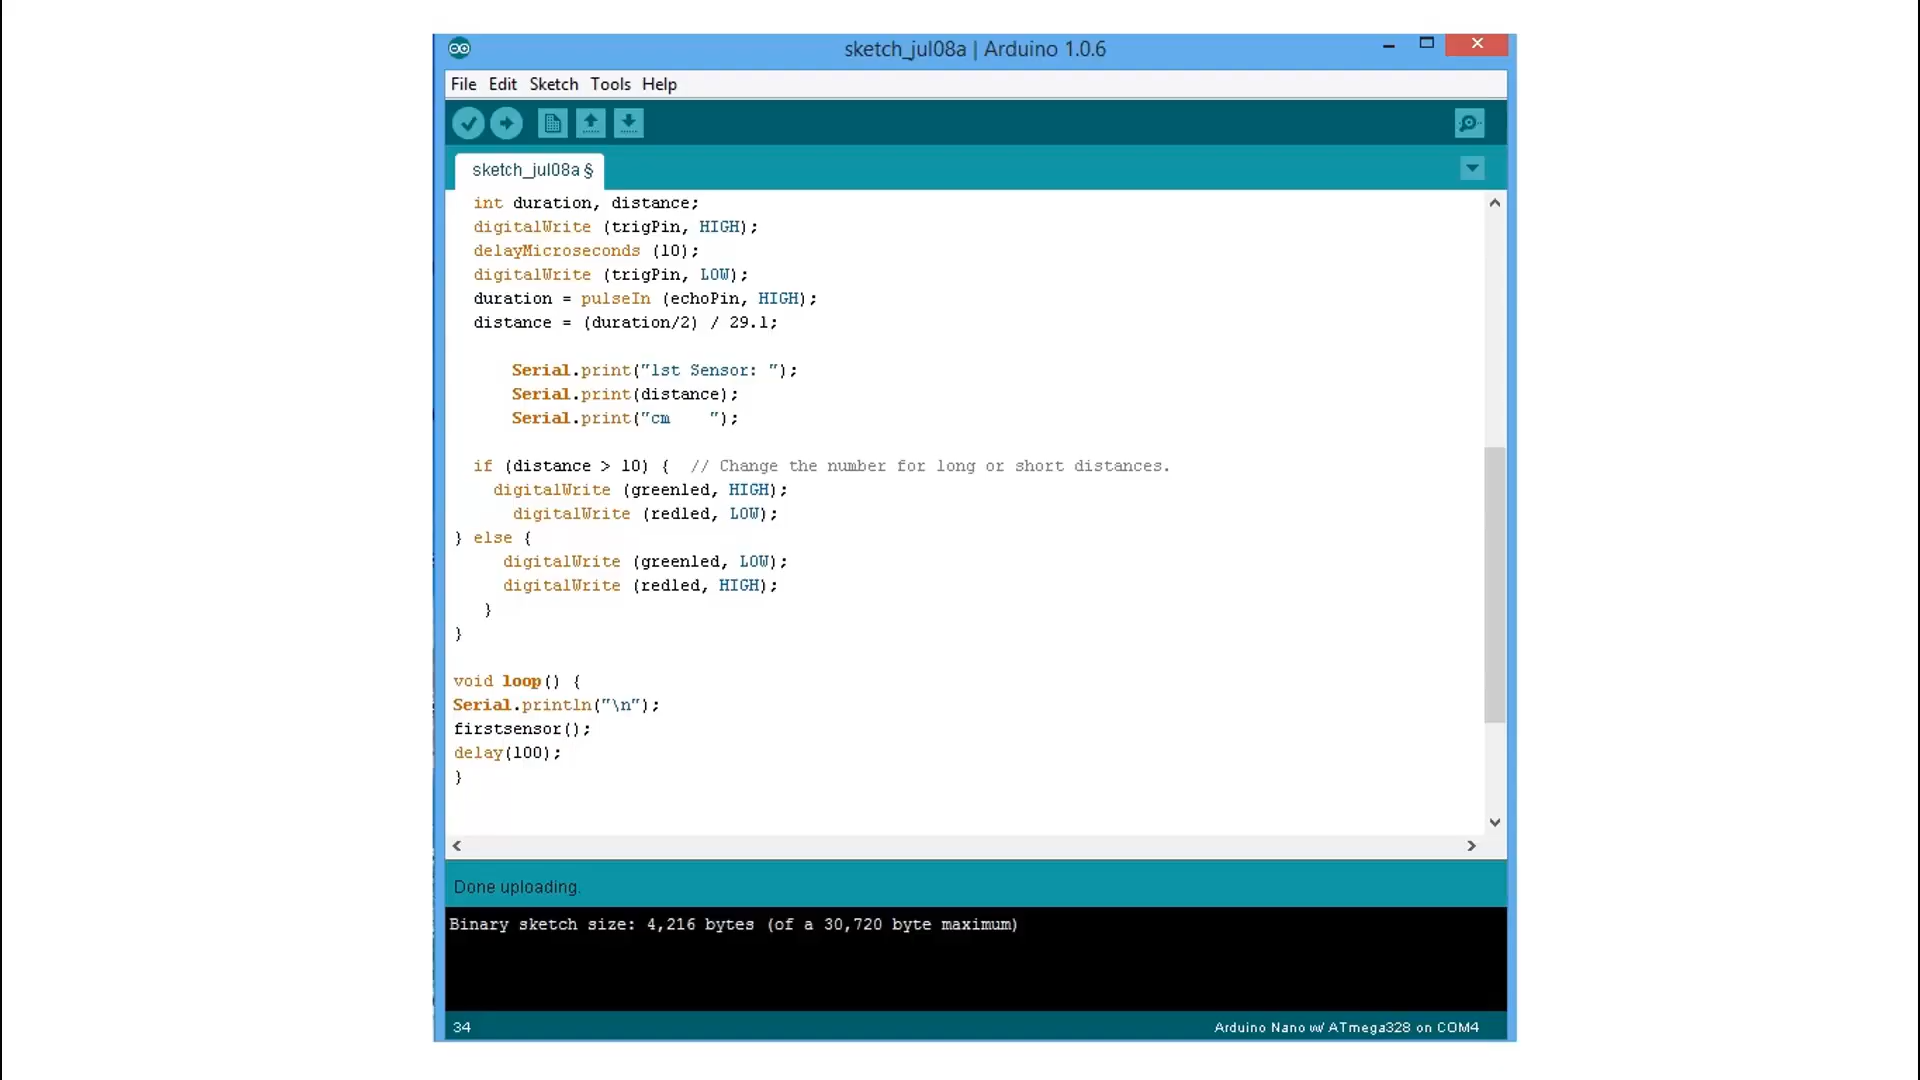 sketch_jul08a | Arduino 1.0.6
File Edit Sketch Tools Help
sketch_jul08a §
int duration, distance;
digitalWrite (trigPin, HIGH);
delayMicroseconds (10);
digitalWrite (trigPin, LOW);
duration = pulseIn (echoPin, HIGH);
distance = (duration/2) / 29.1;
Serial.print("1st Sensor: ");
Serial.print(distance);
Serial.print("cm    ");
if (distance > 10) {  // Change the number for long or short distances.
digitalWrite (greenled, HIGH);
digitalWrite (redled, LOW);
} else {
digitalWrite (greenled, LOW);
digitalWrite (redled, HIGH);
}
}
void loop() {
Serial.println("\n");
firstsensor();
delay(100);
}
Done uploading.
Binary sketch size: 4,216 bytes (of a 30,720 byte maximum)
34
Arduino Nano w/ ATmega328 on COM4